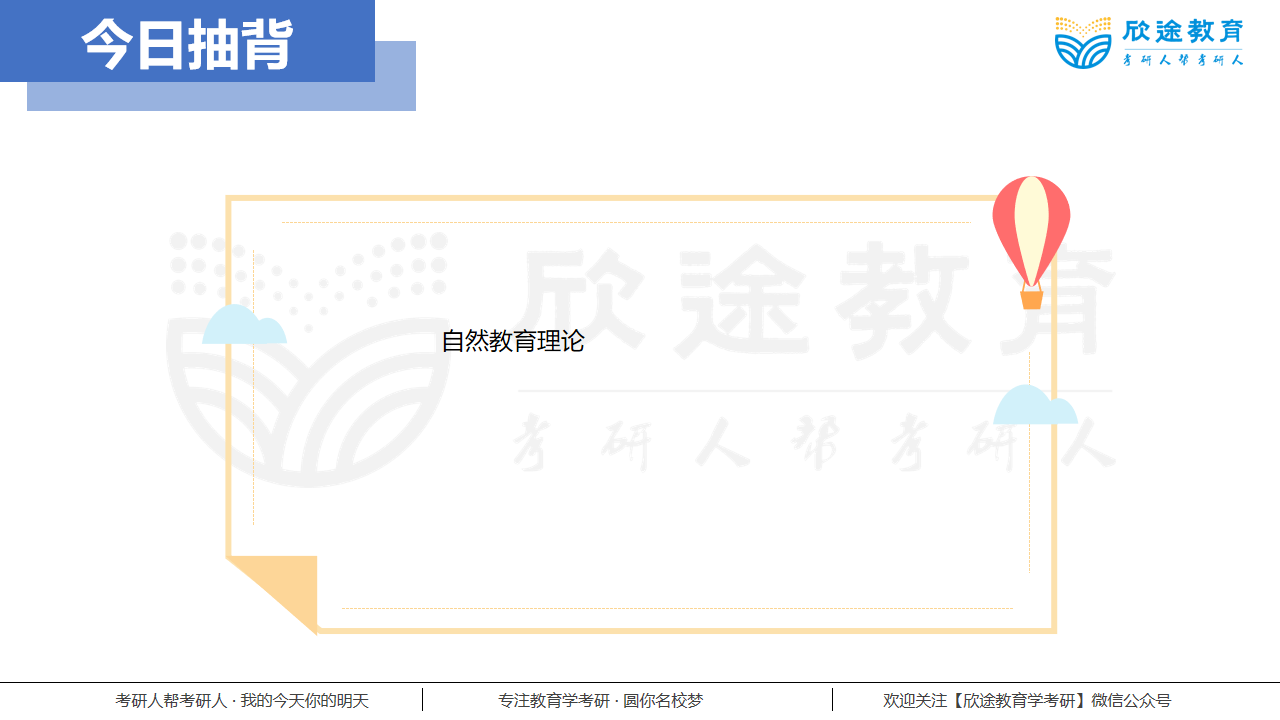 今日抽背
欣途教育
考研人帮考研人
欣途教育
自然教育理论
考研人帮考研人
考研人帮考研人 · 我的今天你的明天
专注教育学考研 · 圆你名校梦
欢迎关注【欣途教育学考研】微信公众号